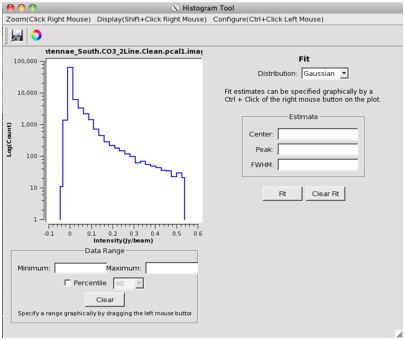 Histogram Tool
Zoom(Click Right Mouse) Display(Shift+Click Right Mouse) Configure(Ctrl+Click Left Mouse)
ntennae_South.CO3_2Line.Clean.pcal1.imag
100,000
10,000
1,000
100
10
1
Log(Count)
-0.1 0 0.1 0.2 0.3 0.4 0.5 0.6
Intensity(Jy/beam)
Data Range
Minimum: Maximum:
Percentile 90
Clear
Specify a range graphically by dragging the left mouse button
Fit
Distribution: Gaussian
Fit estimates can be specified graphically by a
Ctrl + Click of the right mouse button on the plot.
Estimate
Center:
Peak:
FWHM:
Fit Clear Fit